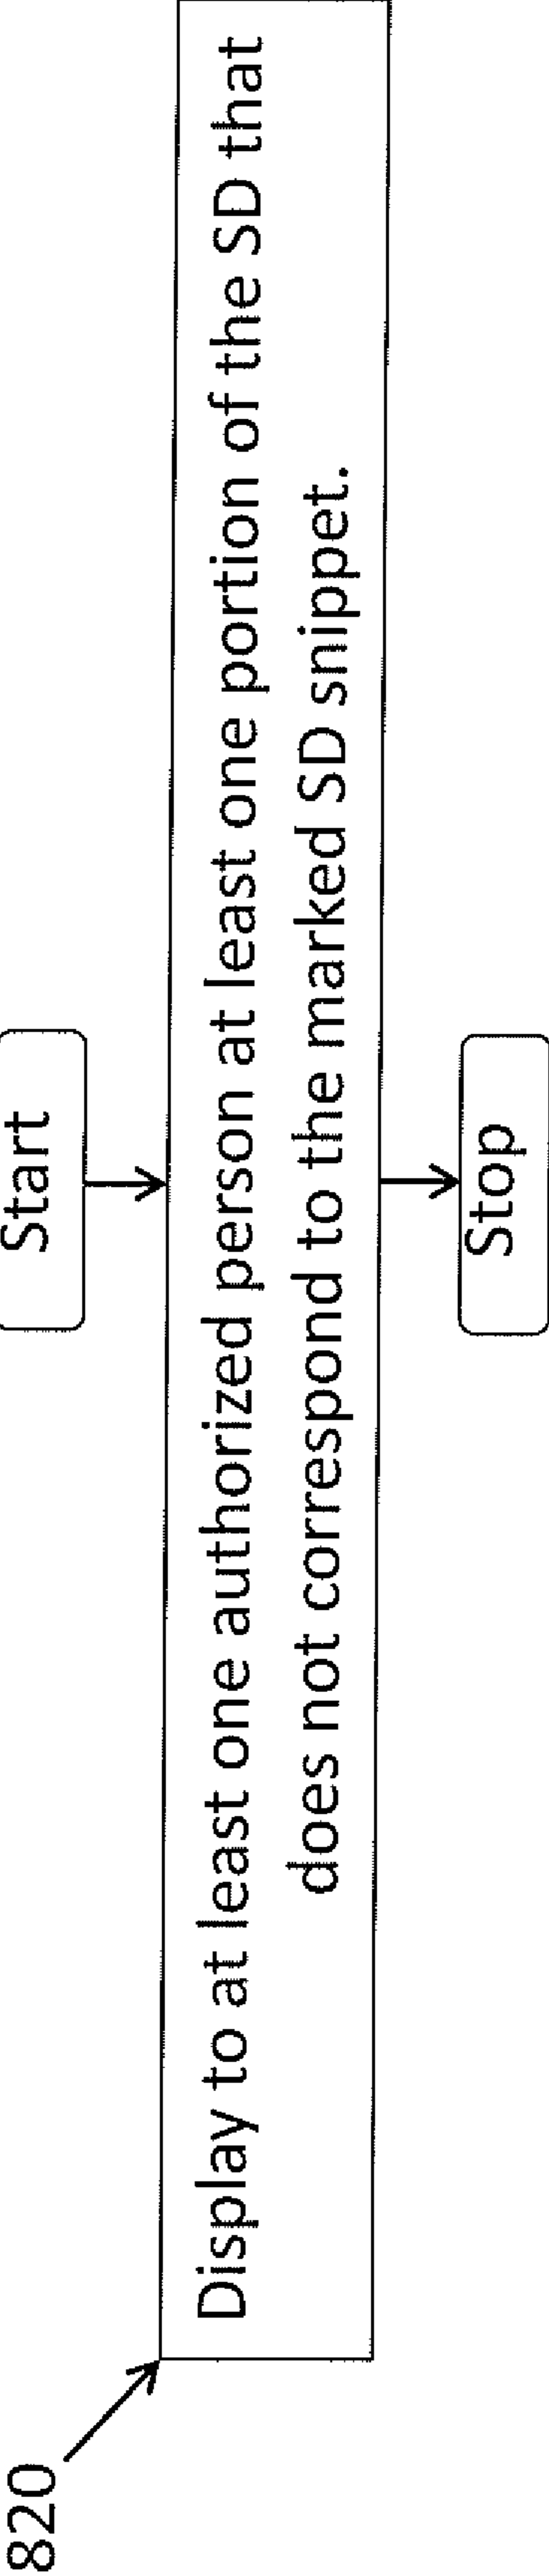 820
Start
Display to at least one authorized person at least one portion of the SD that
does not correspond to the marked SD snippet.
Stop